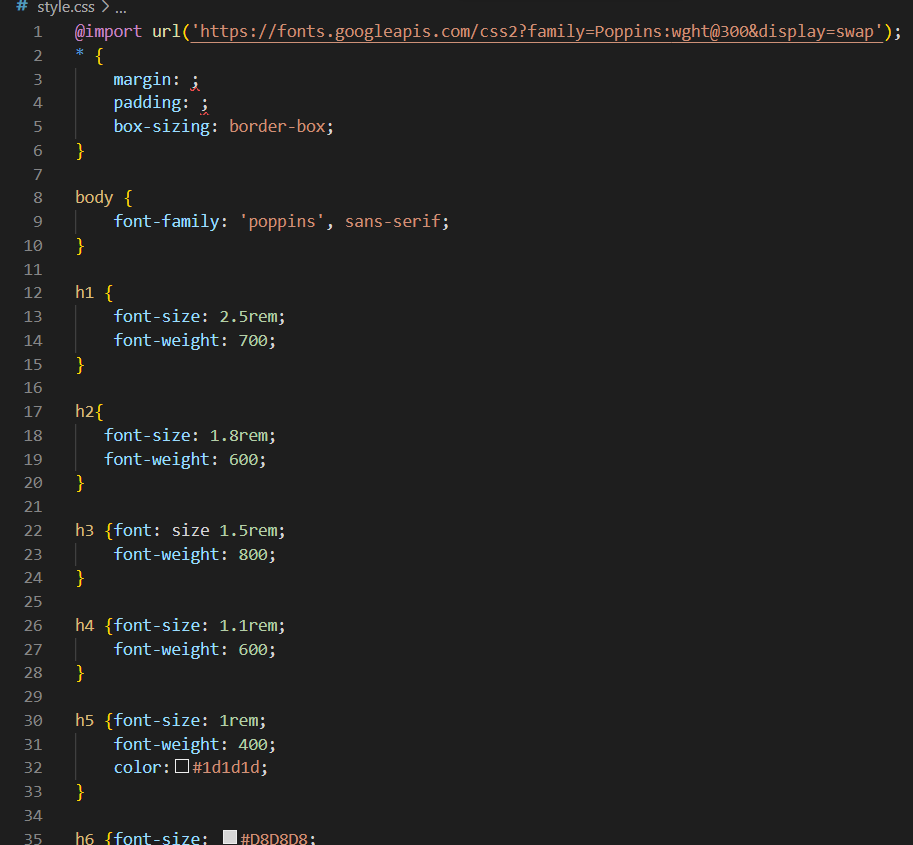 # style.css > ...
1 @import url('https://fonts.googleapis.com/css2?family=Poppins:wght@300&display=swap');
2 * {
3 margin: ;
4 padding: ;
5 box-sizing: border-box;
6 }
7
8 body {
9 font-family: 'poppins', sans-serif;
10 }
11
12 h1 {
13 font-size: 2.5rem;
14 font-weight: 700;
15 }
16
17 h2{
18 font-size: 1.8rem;
19 font-weight: 600;
20 }
21
22 h3 {font: size 1.5rem;
23 font-weight: 800;
24 }
25
26 h4 {font-size: 1.1rem;
27 font-weight: 600;
28 }
29
30 h5 {font-size: 1rem;
31 font-weight: 400;
32 color: #1d1d1d;
33 }
34
35 h6 {font-size: #D8D8D8;